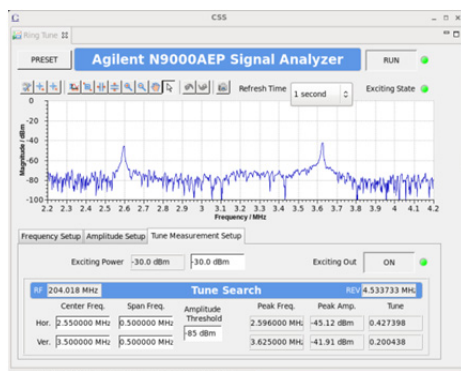 CSS
Ring Tune
PRESET Agilent N9000AEP Signal Analyzer RUN
Refresh Time 1 second Exciting State
Magnitude / dBm
0
-20
-40
-60
-80
-100
2.2 2.3 2.4 2.5 2.6 2.7 2.8 2.9 3 3.1 3.2 3.3 3.4 3.5 3.6 3.7 3.8 3.9 4 4.1 4.2
Frequency / MHz
Frequency Setup Amplitude Setup Tune Measurement Setup
Exciting Power -30.0 dBm -30.0 dBm Exciting Out ON
RF 204.018 MHz Tune Search REV 4.533733 MH
Center Freq. Span Freq. Amplitude Threshold Peak Freq. Peak Amp. Tune
Hor. 2.550000 MHz 0.500000 MHz -85 dBm 2.596000 MHz -45.12 dBm 0.427398
Ver. 3.500000 MHz 0.500000 MHz 3.625000 MHz -41.91 dBm 0.200438